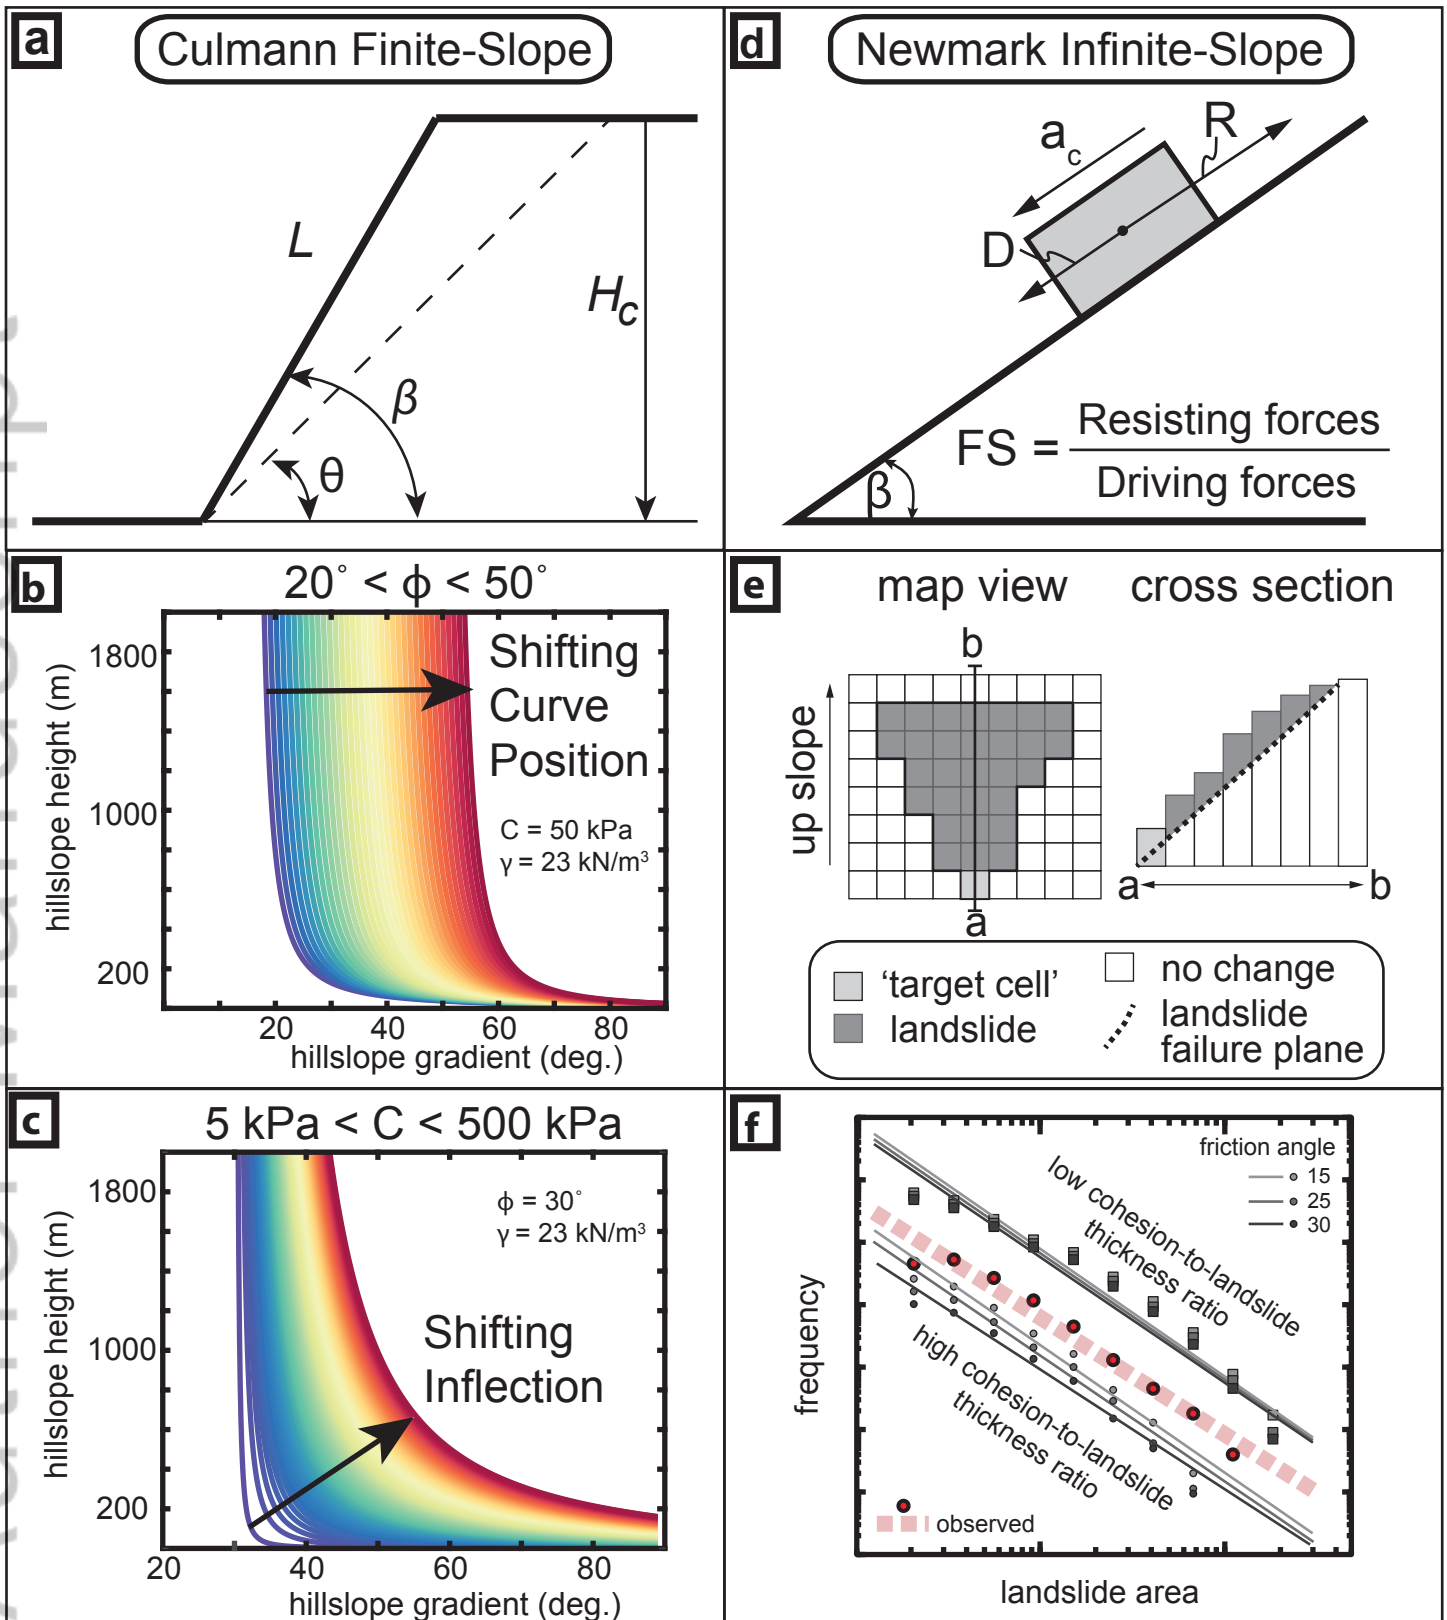 a
Culmann Finite-Slope
L
H
c
β
θ
d
Newmark Infinite-Slope
a
c
R
D
β
FS = Resisting forces
Driving forces
b
20° < ϕ < 50°
Shifting
Curve
Position
C = 50 kPa
γ = 23 kN/m³
hillslope height (m)
1800
1000
200
20 40 60 80
hillslope gradient (deg.)
e
map view
cross section
up slope
b
a
a
b
'target cell'
landslide
no change
landslide
failure plane
c
5 kPa < C < 500 kPa
ϕ = 30°
γ = 23 kN/m³
Shifting
Inflection
hillslope height (m)
1800
1000
200
20 40 60 80
hillslope gradient (deg.)
f
friction angle
15
25
30
low cohesion-to-landslide
thickness ratio
high cohesion-to-landslide
thickness ratio
observed
frequency
landslide area